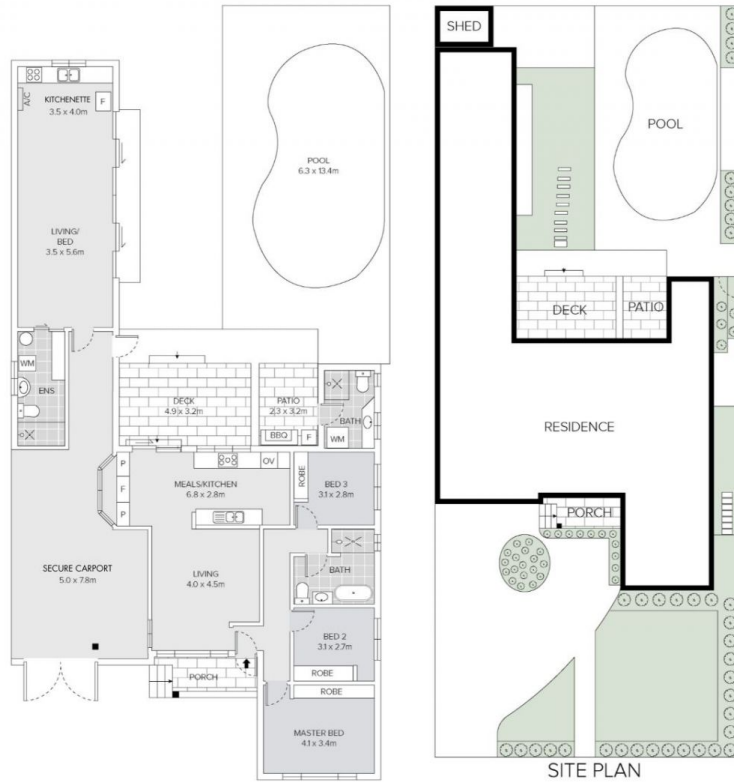 KITCHENETTE
3.5 x 4.0m
A/C
F
LIVING/
BED
3.5 x 5.6m
POOL
6.3 x 13.4m
WM
ENS
DECK
4.9 x 3.2m
PATIO
2.3 x 3.2m
BBQ
F
BATH
WM
P
F
P
OV
MEALS/KITCHEN
6.8 x 2.8m
ROBE
BED 3
3.1 x 2.8m
SECURE CARPORT
5.0 x 7.8m
LIVING
4.0 x 4.5m
BATH
BED 2
3.1 x 2.7m
ROBE
PORCH
ROBE
MASTER BED
4.1 x 3.4m
SHED
POOL
DECK
PATIO
RESIDENCE
PORCH
SITE PLAN